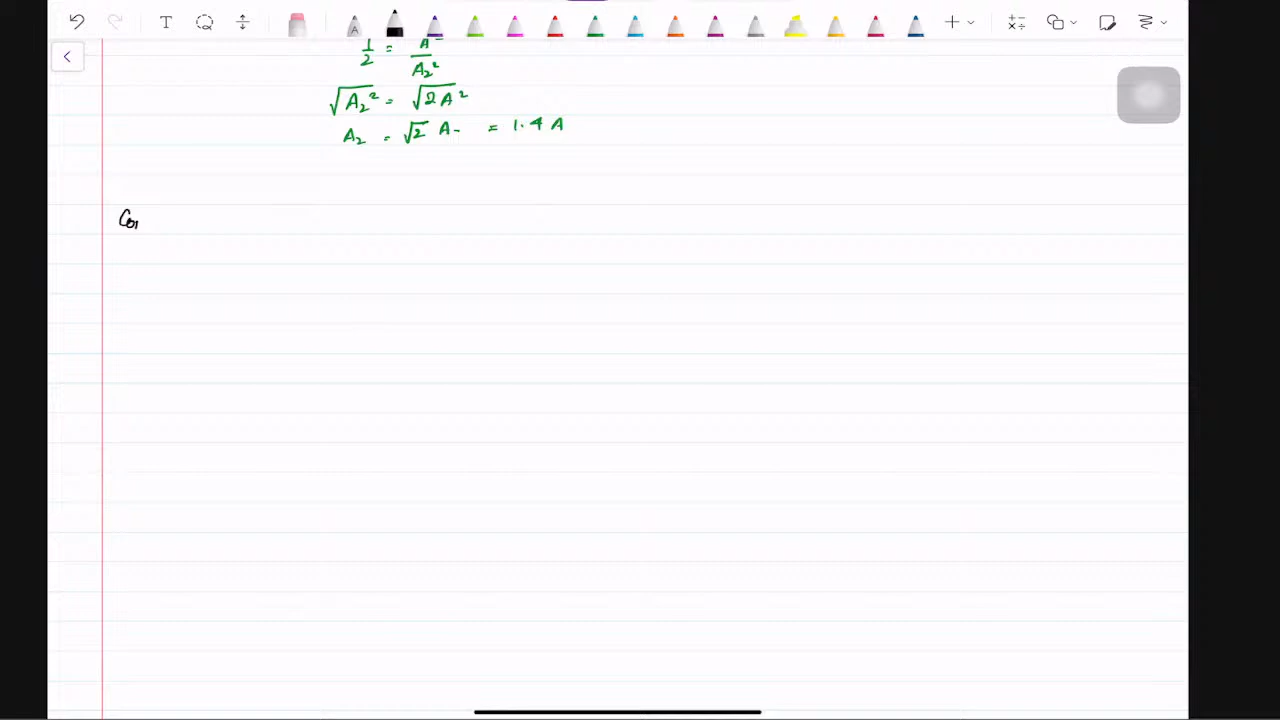 1/2 = A²/A₂²
√A₂² = √2A²
A₂ = √2 A = 1.4 A